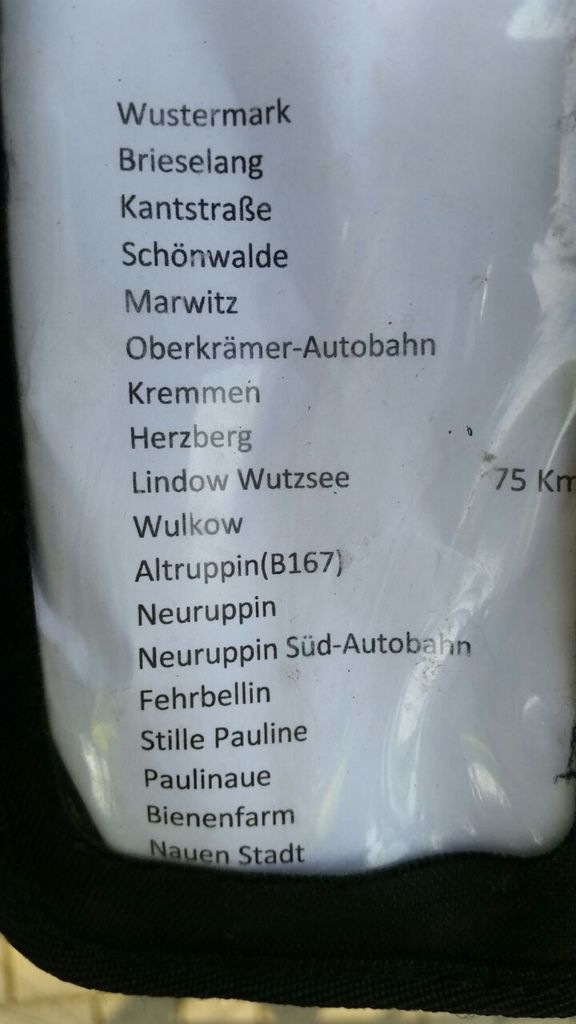 Wustermark
Brieselang
Kantstraße
Schönwalde
Marwitz
Oberkrämer-Autobahn
Kremmen
Herzberg
Lindow Wutzsee 75 Km
Wulkow
Altruppin(B167)
Neuruppin
Neuruppin Süd-Autobahn
Fehrbellin
Stille Pauline
Paulinaue
Bienenfarm
Nauen Stadt